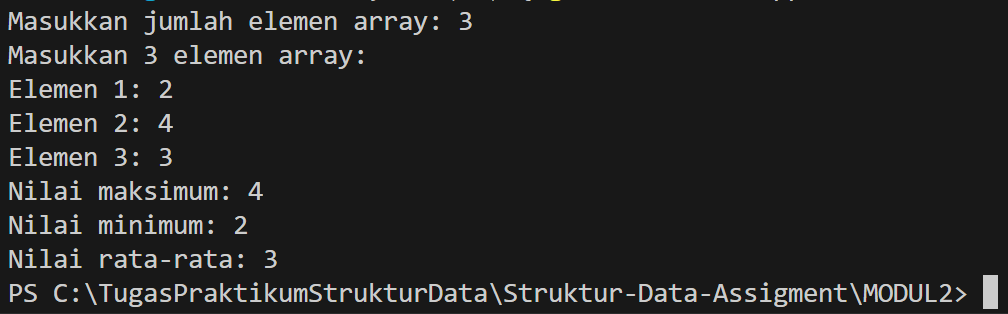 Masukkan jumlah elemen array: 3
Masukkan 3 elemen array:
Elemen 1: 2
Elemen 2: 4
Elemen 3: 3
Nilai maksimum: 4
Nilai minimum: 2
Nilai rata-rata: 3
PS C:\TugasPraktikumStrukturData\Struktur-Data-Assigment\MODUL2>